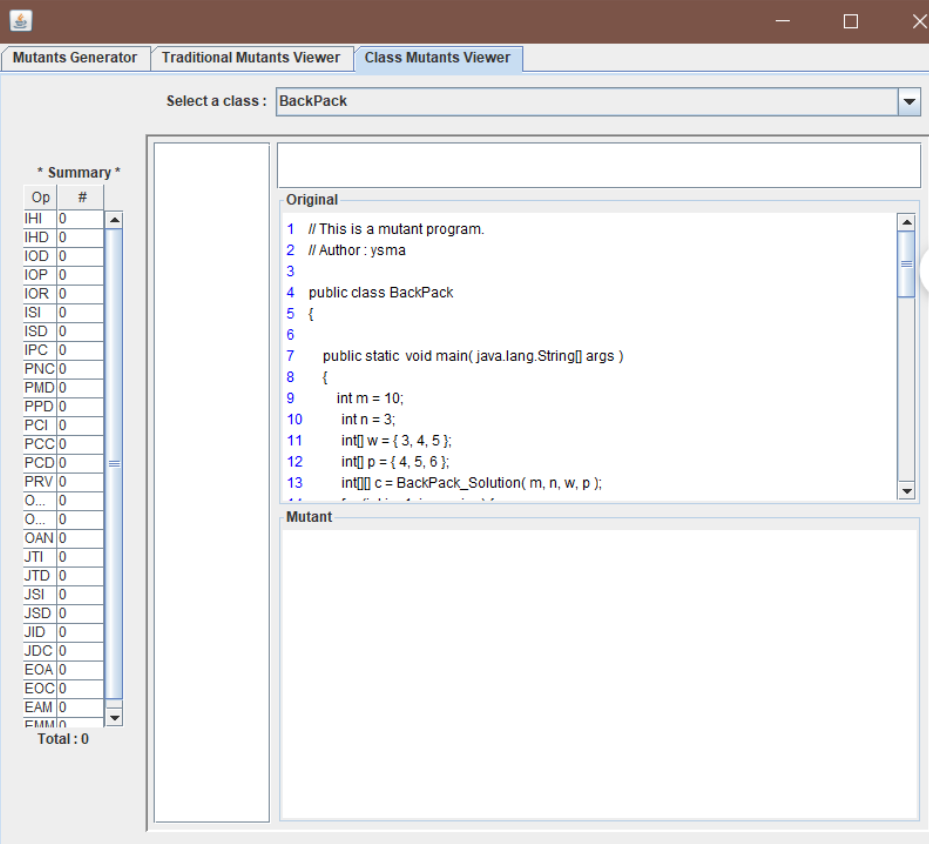 Mutants Generator Traditional Mutants Viewer Class Mutants Viewer
Select a class : BackPack
* Summary *
Op #
IHI 0
IHD 0
IOD 0
IOP 0
IOR 0
ISI 0
ISD 0
IPC 0
PNC 0
PMD 0
PPD 0
PCI 0
PCC 0
PCD 0
PRV 0
O... 0
O... 0
OAN 0
JTI 0
JTD 0
JSI 0
JSD 0
JID 0
JDC 0
EOA 0
EOC 0
EAM 0
EMM 0
Total : 0
Original
1 // This is a mutant program.
2 // Author : ysma
3
4 public class BackPack
5 {
6
7 public static void main( java.lang.String[] args )
8 {
9 int m = 10;
10 int n = 3;
11 int[] w = { 3, 4, 5 };
12 int[] p = { 4, 5, 6 };
13 int[][] c = BackPack_Solution( m, n, w, p );
Mutant